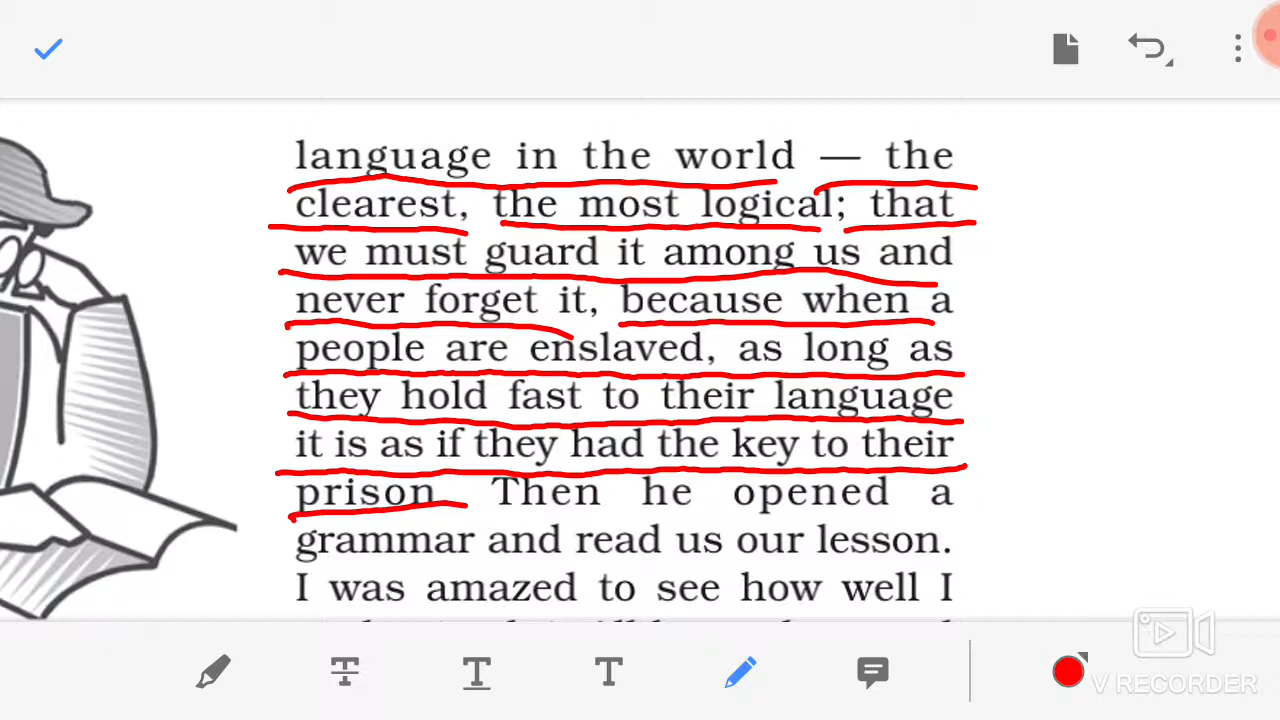 language in the world — the
clearest, the most logical; that
we must guard it among us and
never forget it, because when a
people are enslaved, as long as
they hold fast to their language
it is as if they had the key to their
prison Then he opened a
grammar and read us our lesson.
I was amazed to see how well I
T T T
V RECORDER